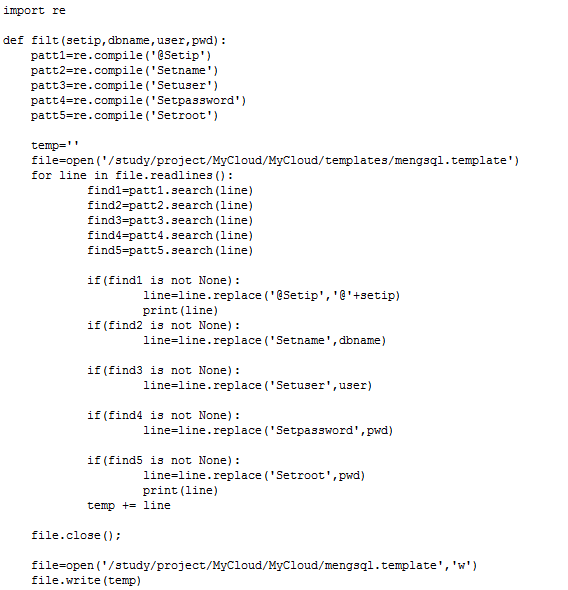 import re
def filt(setip,dbname,user,pwd):
    patt1=re.compile('@Setip')
    patt2=re.compile('Setname')
    patt3=re.compile('Setuser')
    patt4=re.compile('Setpassword')
    patt5=re.compile('Setroot')
    temp=''
    file=open('/study/project/MyCloud/MyCloud/templates/mengsql.template')
    for line in file.readlines():
            find1=patt1.search(line)
            find2=patt2.search(line)
            find3=patt3.search(line)
            find4=patt4.search(line)
            find5=patt5.search(line)
            if(find1 is not None):
                    line=line.replace('@Setip','@'+setip)
                    print(line)
            if(find2 is not None):
                    line=line.replace('Setname',dbname)
            if(find3 is not None):
                    line=line.replace('Setuser',user)
            if(find4 is not None):
                    line=line.replace('Setpassword',pwd)
            if(find5 is not None):
                    line=line.replace('Setroot',pwd)
                    print(line)
            temp += line
    file.close();
    file=open('/study/project/MyCloud/MyCloud/mengsql.template','w')
    file.write(temp)